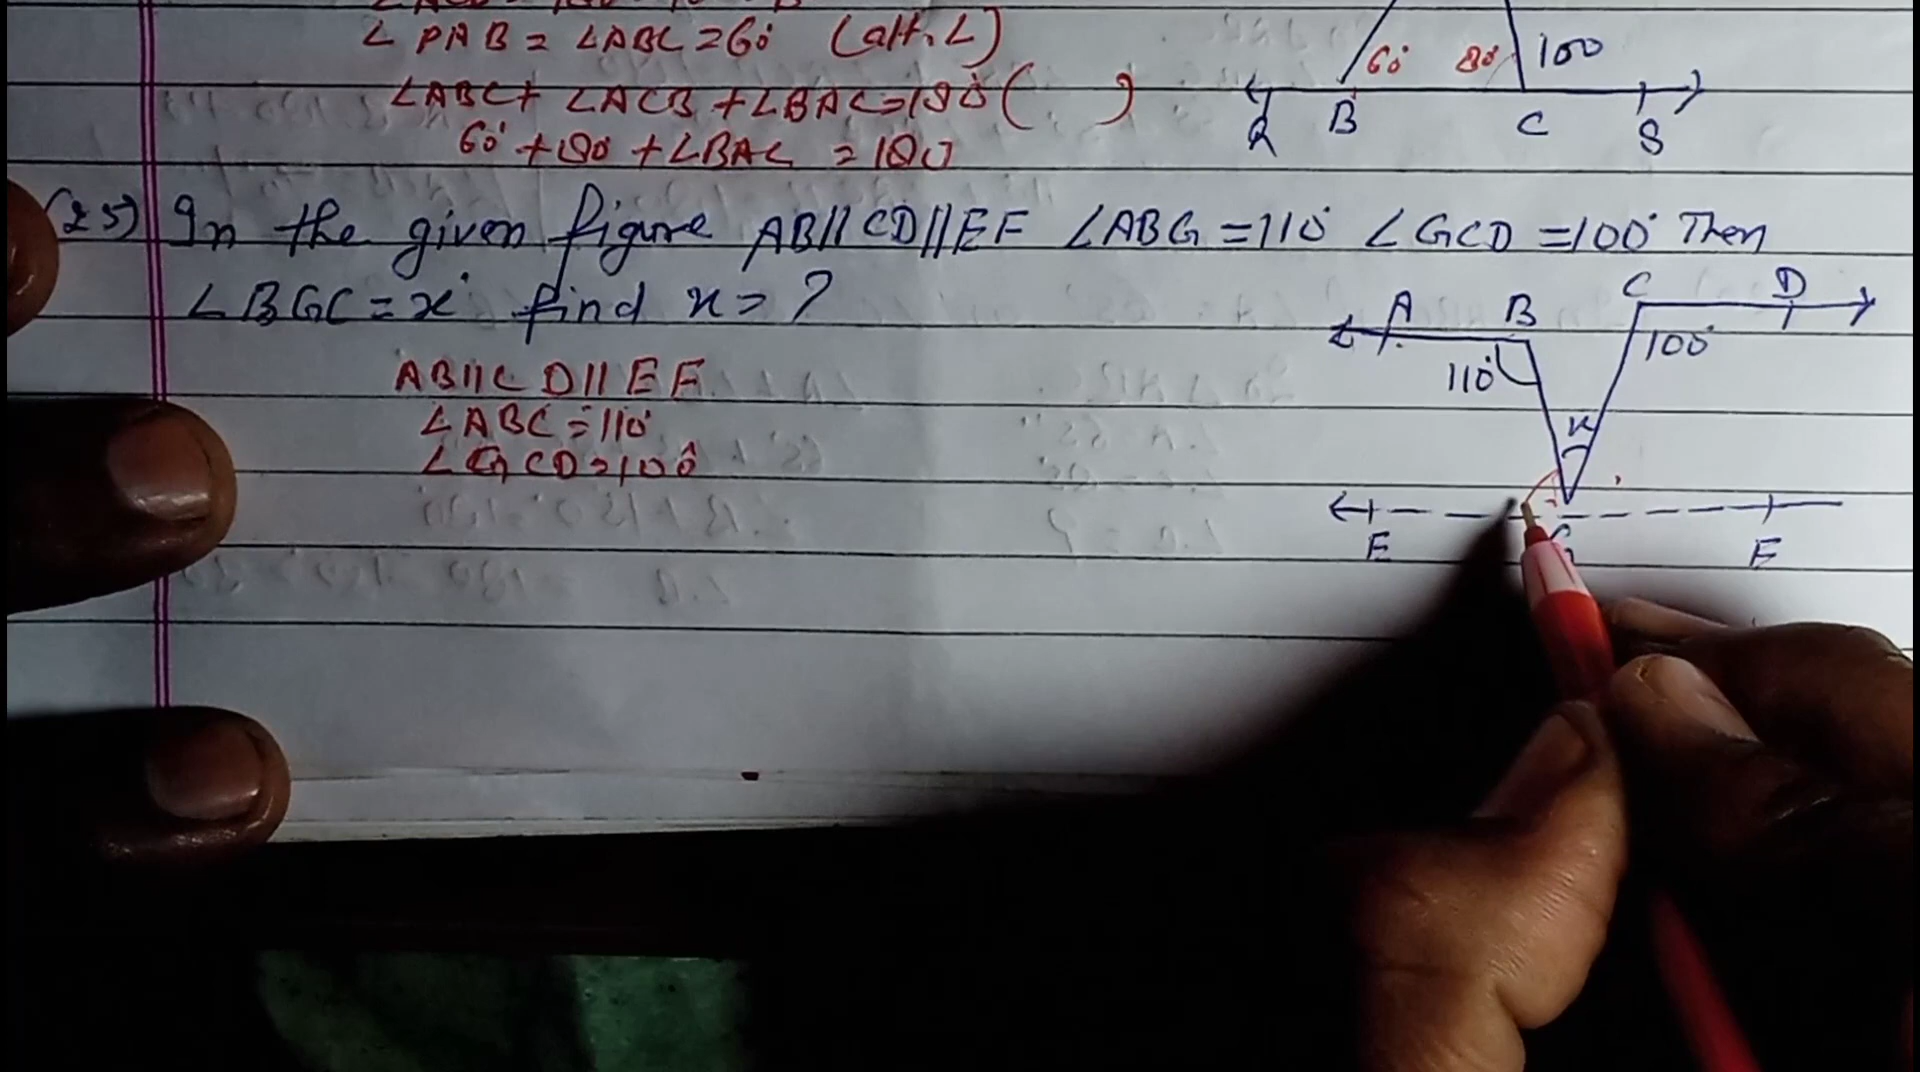 ∠PAB = ∠ABC = 60° (alt. ∠)
∠ABC + ∠ACB + ∠BAC = 180° ( )
60° + 80° + ∠BAC = 180
60° 80° 100
Q B C S
(25) In the given figure AB||CD||EF ∠ABG = 110° ∠GCD = 100° Then
∠BGC = x° find x = ?
A B C D
110° 100°
x
E G F
AB||CD||EF
∠ABC = 110°
∠GCD = 100°